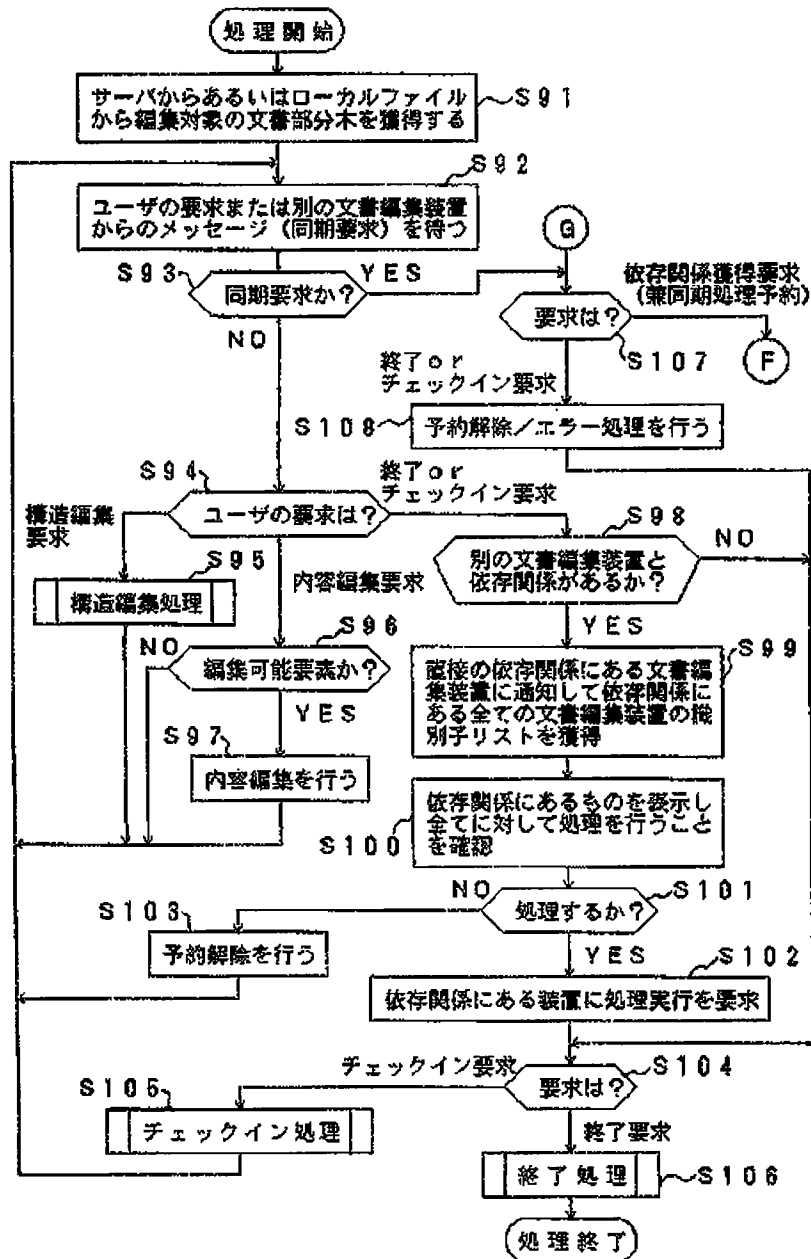 処理開始
サーバからあるいはローカルファイル
から編集対象の文書部分木を獲得する
S91
S92
ユーザの要求または別の文書編集装置
からのメッセージ(同期要求)を待つ
G
S93
同期要求か?
YES
NO
依存関係獲得要求
(兼同期処理予約)
要求は?
S107
F
終了or
チェックイン要求
S108
予約解除/エラー処理を行う
S94
ユーザの要求は?
終了or
チェックイン要求
構造編集
要求
S95
構造編集処理
内容編集要求
S98
別の文書編集装置と
依存関係があるか?
NO
YES
S96
編集可能要素か?
NO
YES
S97
内容編集を行う
S99
直接の依存関係にある文書編
集装置に通知して依存関係に
ある全ての文書編集装置の識
別子リストを獲得
S100
依存関係にあるものを表示し
全てに対して処理を行うこと
を確認
S101
処理するか?
NO
YES
S103
予約解除を行う
S102
依存関係にある装置に処理実行を要求
チェックイン要求
S104
要求は?
S105
チェックイン処理
終了要求
終了処理
S106
処理終了